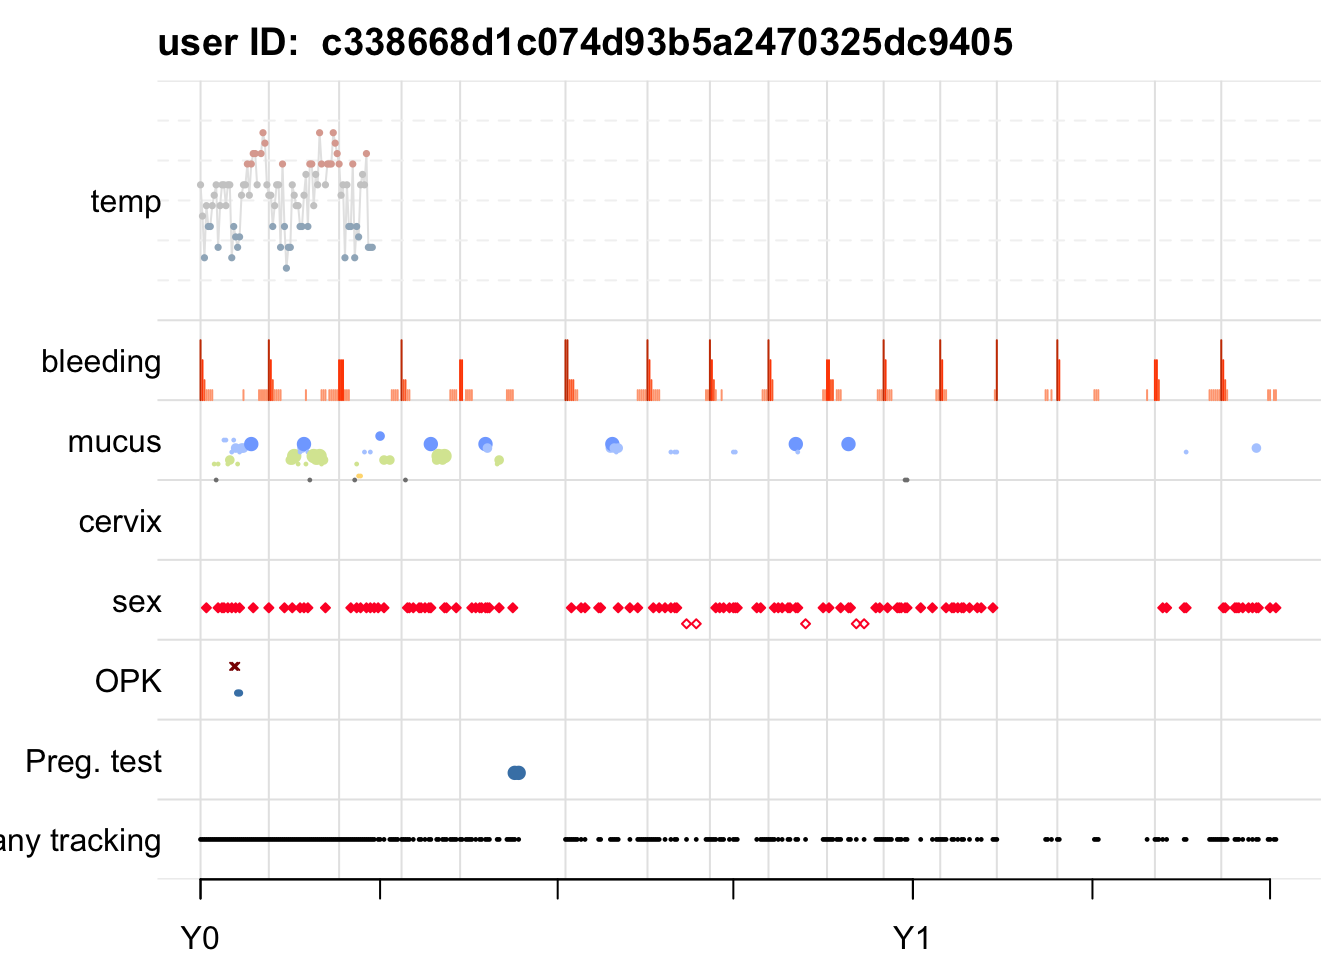 user ID:  c338668d1c074d93b5a2470325dc9405
temp
bleeding
mucus
cervix
sex
OPK
Preg. test
any tracking
Y0
Y1